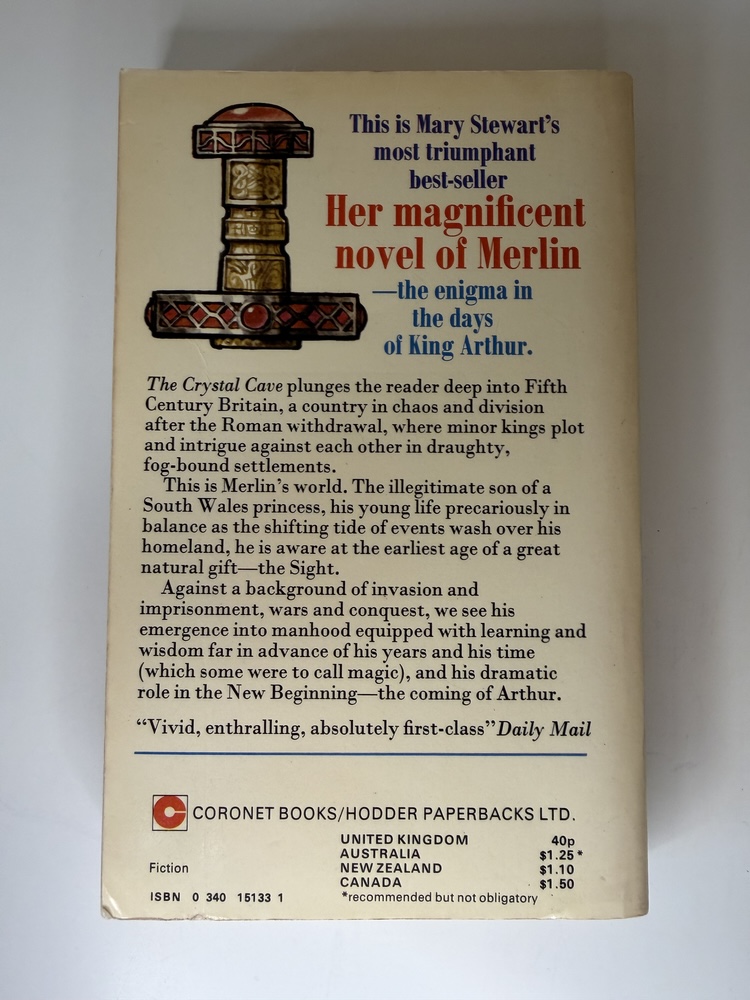 This is Mary Stewart's
most triumphant
best-seller
Her magnificent
novel of Merlin
—the enigma in
the days
of King Arthur.
The Crystal Cave plunges the reader deep into Fifth
Century Britain, a country in chaos and division
after the Roman withdrawal, where minor kings plot
and intrigue against each other in draughty,
fog-bound settlements.
This is Merlin's world. The illegitimate son of a
South Wales princess, his young life precariously in
balance as the shifting tide of events wash over his
homeland, he is aware at the earliest age of a great
natural gift—the Sight.
Against a background of invasion and
imprisonment, wars and conquest, we see his
emergence into manhood equipped with learning and
wisdom far in advance of his years and his time
(which some were to call magic), and his dramatic
role in the New Beginning—the coming of Arthur.
“Vivid, enthralling, absolutely first-class” Daily Mail
CORONET BOOKS/HODDER PAPERBACKS LTD.
UNITED KINGDOM 40p
AUSTRALIA $1.25*
Fiction NEW ZEALAND $1.10
CANADA $1.50
ISBN 0 340 15133 1 *recommended but not obligatory